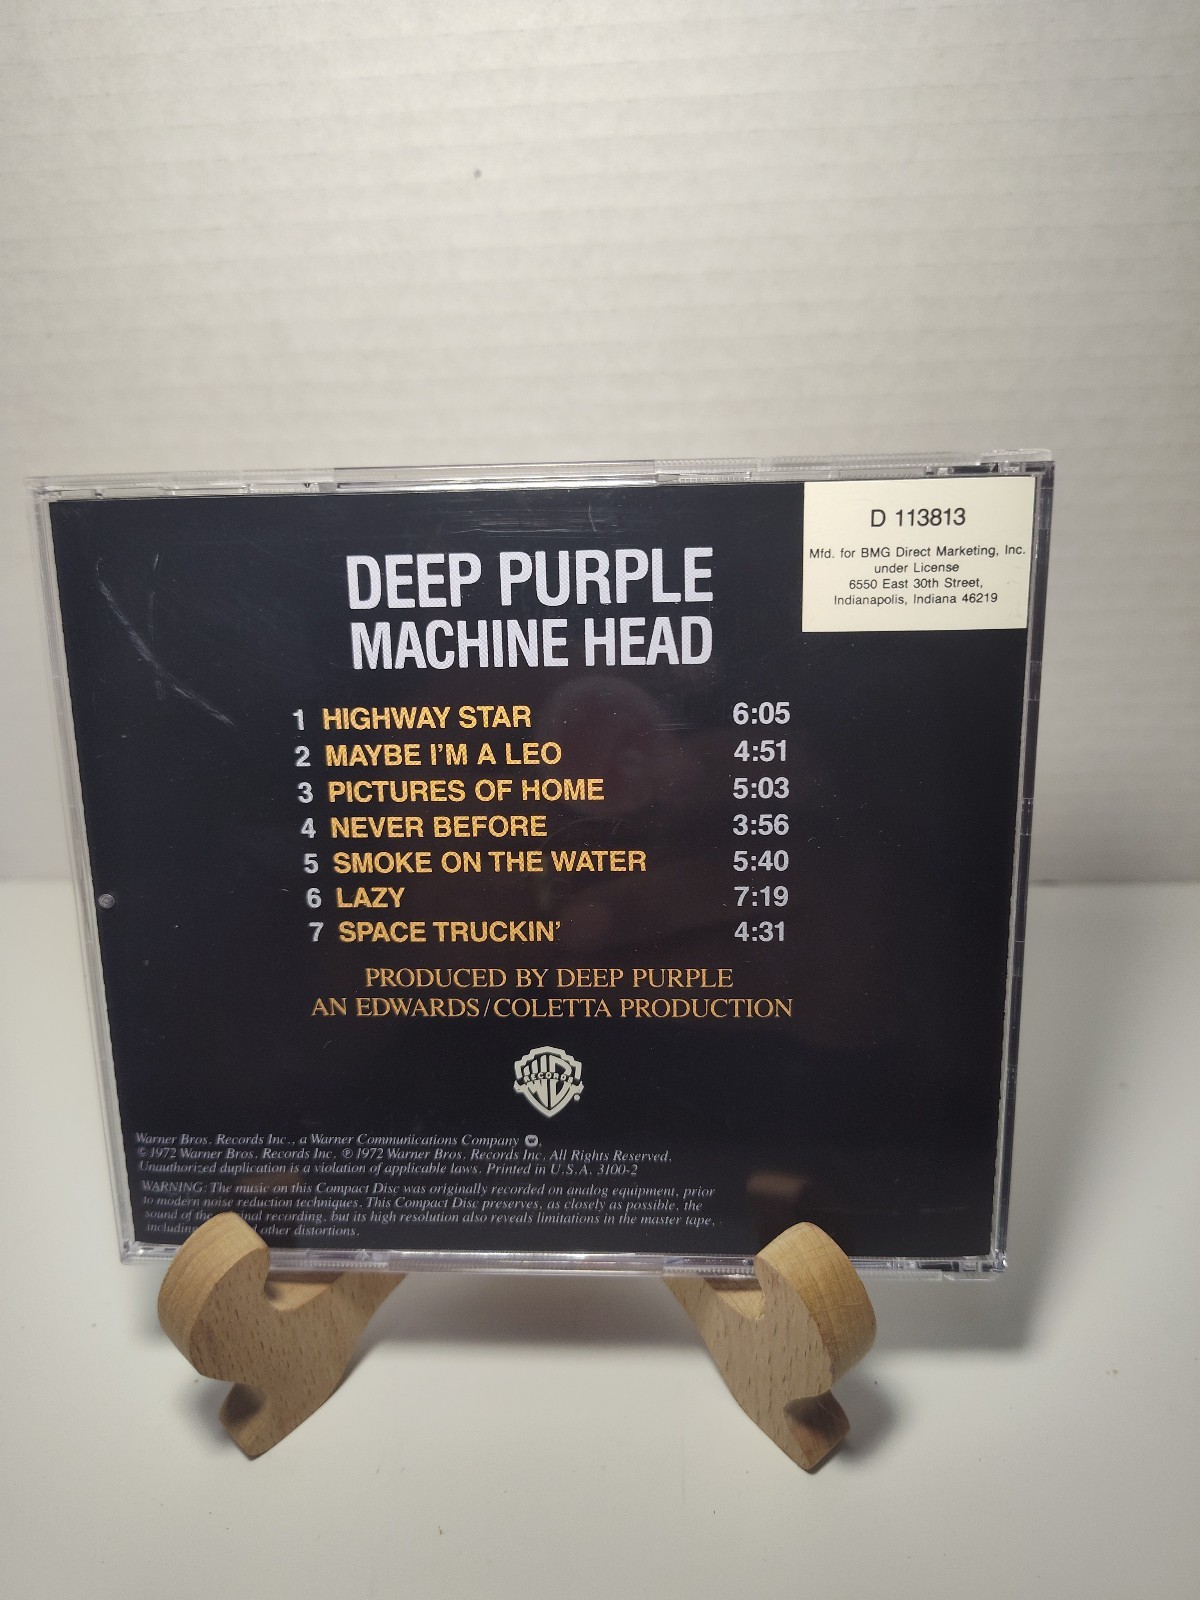 D 113813
Mfd. for BMG Direct Marketing, Inc.
under License
6550 East 30th Street,
Indianapolis, Indiana 46219
DEEP PURPLE
MACHINE HEAD
1 HIGHWAY STAR 6:05
2 MAYBE I'M A LEO 4:51
3 PICTURES OF HOME 5:03
4 NEVER BEFORE 3:56
5 SMOKE ON THE WATER 5:40
6 LAZY 7:19
7 SPACE TRUCKIN' 4:31
PRODUCED BY DEEP PURPLE
AN EDWARDS/COLETTA PRODUCTION
WB
RECORDS
®
Warner Bros. Records Inc., a Warner Communications Company.
© 1972 Warner Bros. Records Inc. ℗ 1972 Warner Bros. Records Inc. All Rights Reserved.
Unauthorized duplication is a violation of applicable laws. Printed in U.S.A. 3100-2
WARNING: The music on this Compact Disc was originally recorded on analog equipment, prior
to modern noise reduction techniques. This Compact Disc preserves, as closely as possible, the
sound of the recording, but its high resolution also reveals limitations in the master tape,
other distortions.